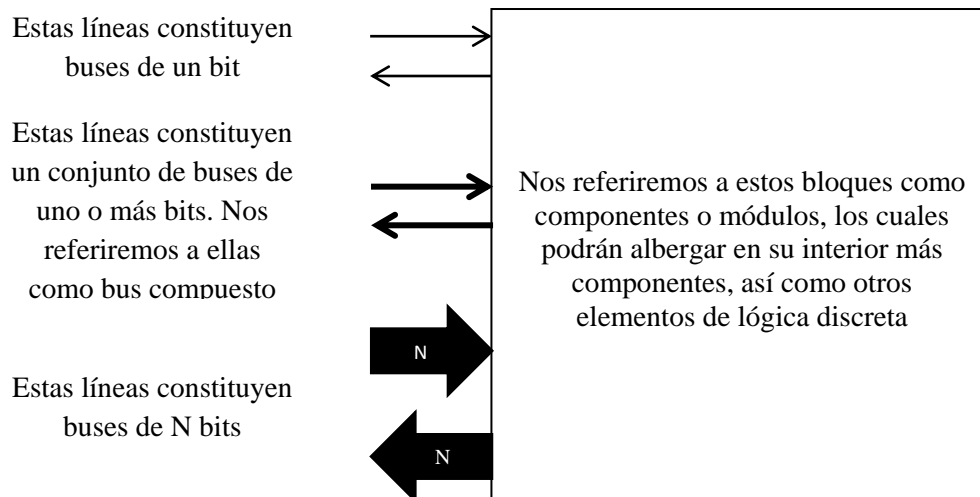 Estas líneas constituyen
buses de un bit
Estas líneas constituyen
un conjunto de buses de
uno o más bits. Nos
referiremos a ellas
como bus compuesto
Nos referiremos a estos bloques como
componentes o módulos, los cuales
podrán albergar en su interior más
componentes, así como otros
elementos de lógica discreta
N
Estas líneas constituyen
buses de N bits
N